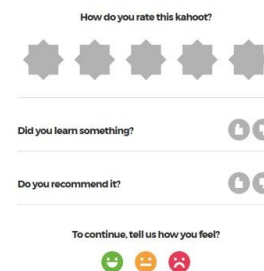 How do you rate this kahoot?
Did you learn something?
Do you recommend it?
To continue, tell us how you feel?